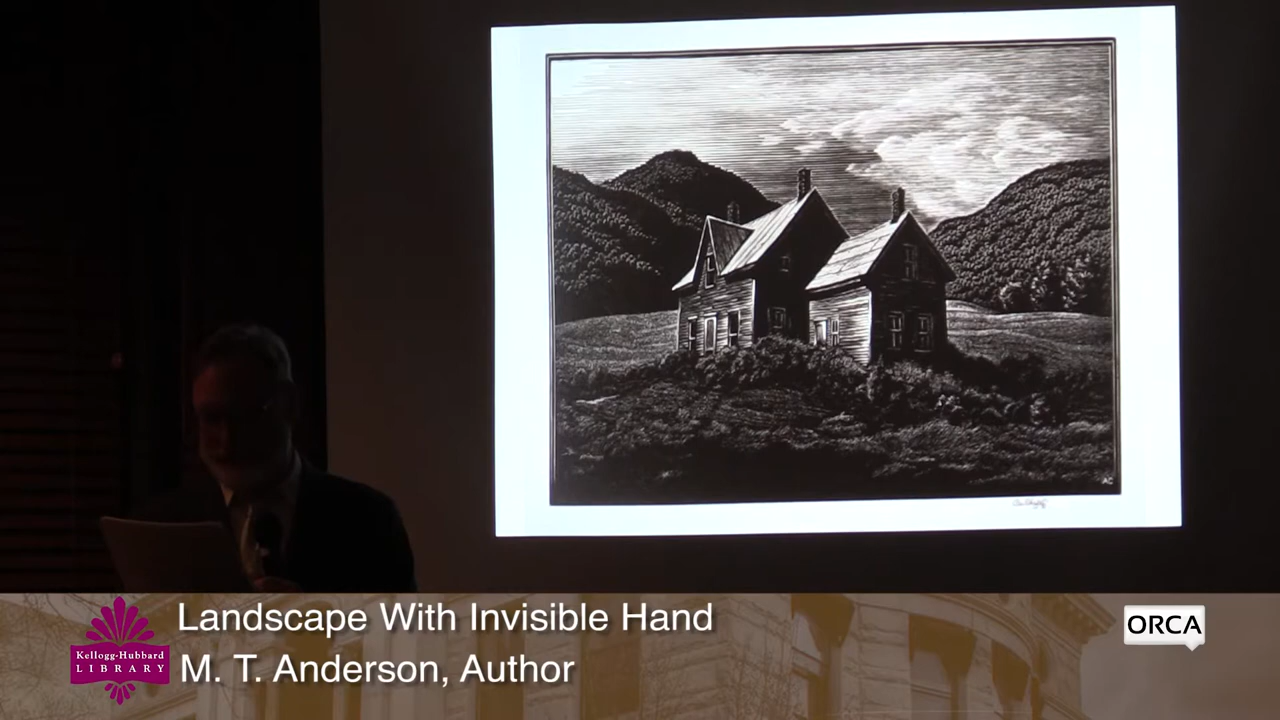 Landscape With Invisible Hand
M. T. Anderson, Author
Kellogg-Hubbard
LIBRARY
ORCA